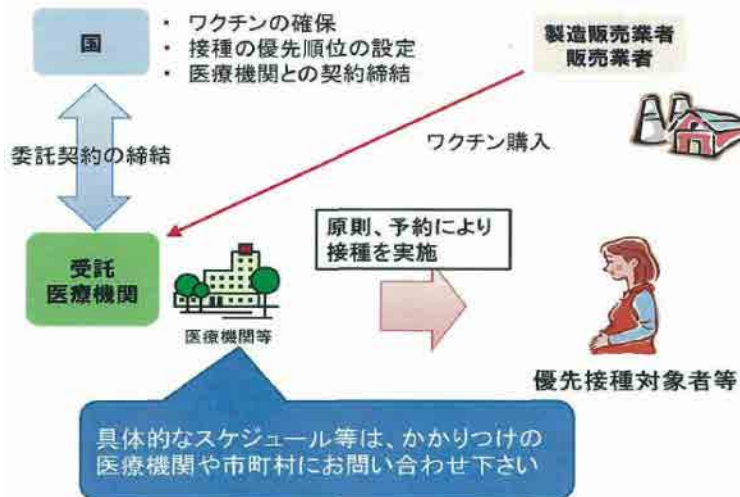 国
・ ワクチンの確保
・ 接種の優先順位の設定
・ 医療機関との契約締結
製造販売業者
販売業者
委託契約の締結
ワクチン購入
原則、予約により
接種を実施
受託
医療機関
医療機関等
優先接種対象者等
具体的なスケジュール等は、かかりつけの
医療機関や市町村にお問い合わせ下さい